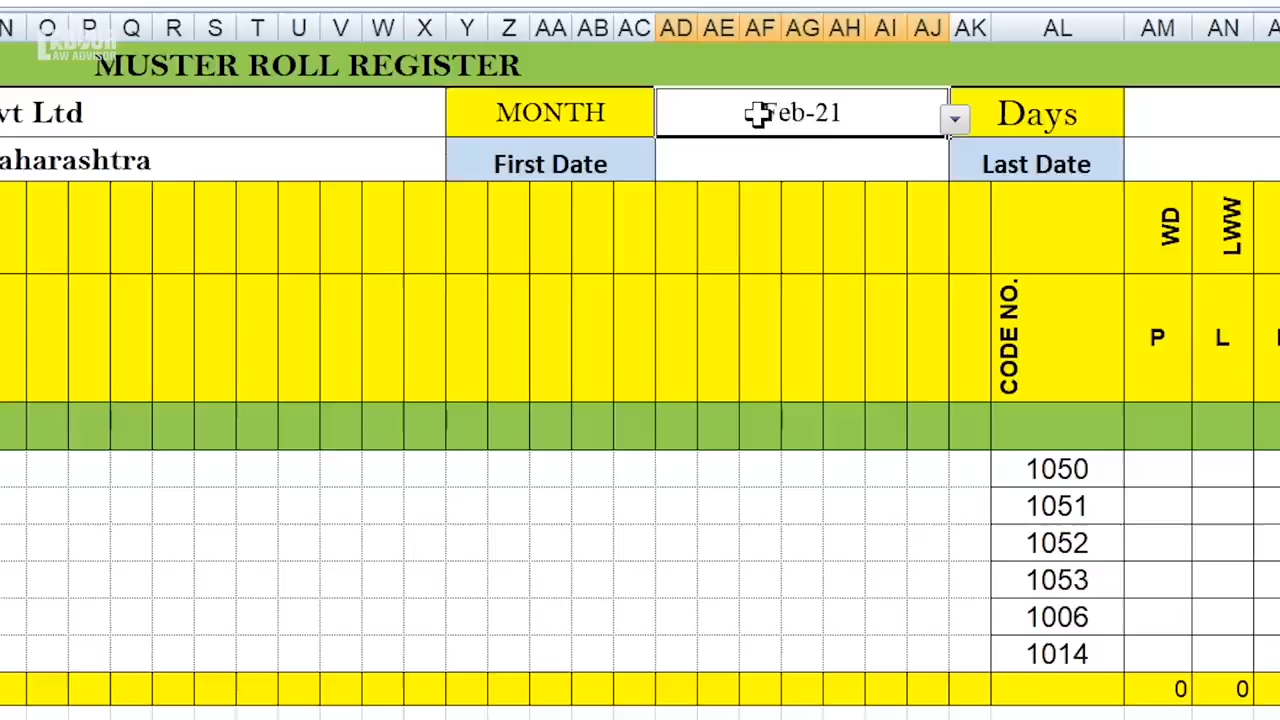 N O P Q R S T U V W X Y Z AA AB AC AD AE AF AG AH AI AJ AK AL AM AN
LAW ADVISOR
MUSTER ROLL REGISTER
vt Ltd MONTH Feb-21 Days
aharashtra First Date Last Date
WD LWW
CODE NO. P L
1050
1051
1052
1053
1006
1014
0 0